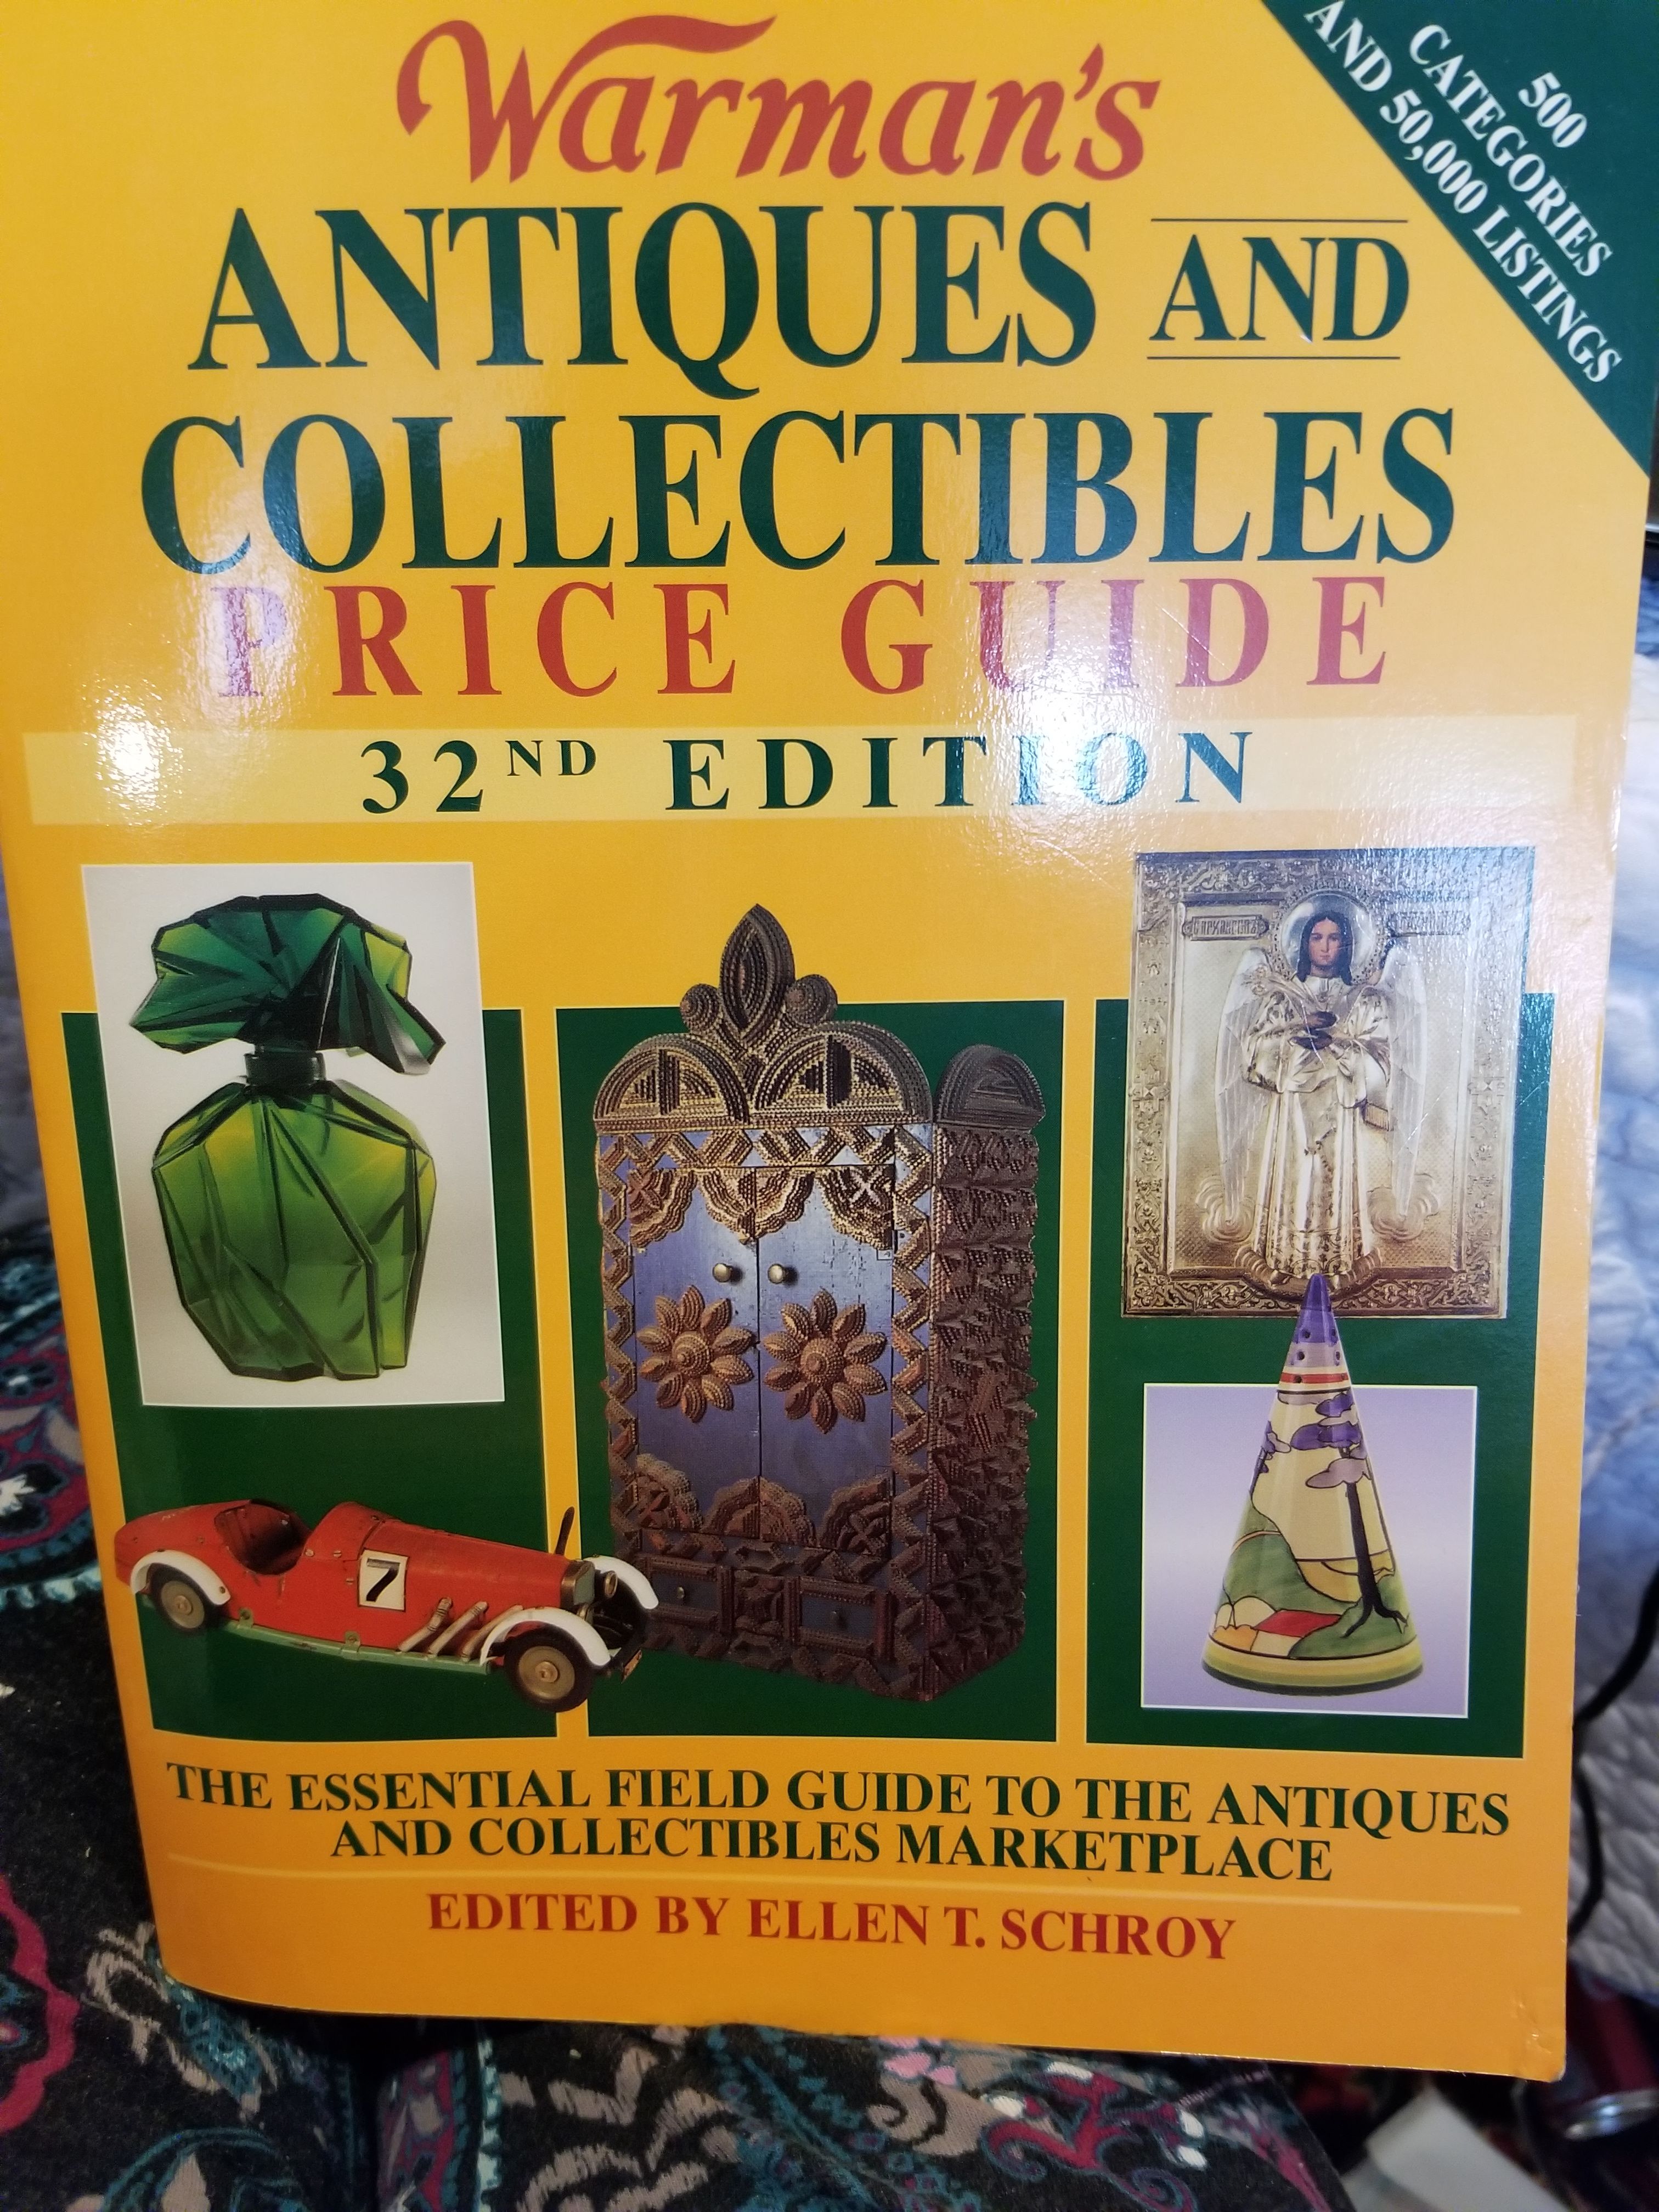 Warman's
ANTIQUES AND
COLLECTIBLES
PRICE GUIDE
32ND EDITION
500
CATEGORIES
AND 50,000 LISTINGS
7
THE ESSENTIAL FIELD GUIDE TO THE ANTIQUES
AND COLLECTIBLES MARKETPLACE
EDITED BY ELLEN T. SCHROY